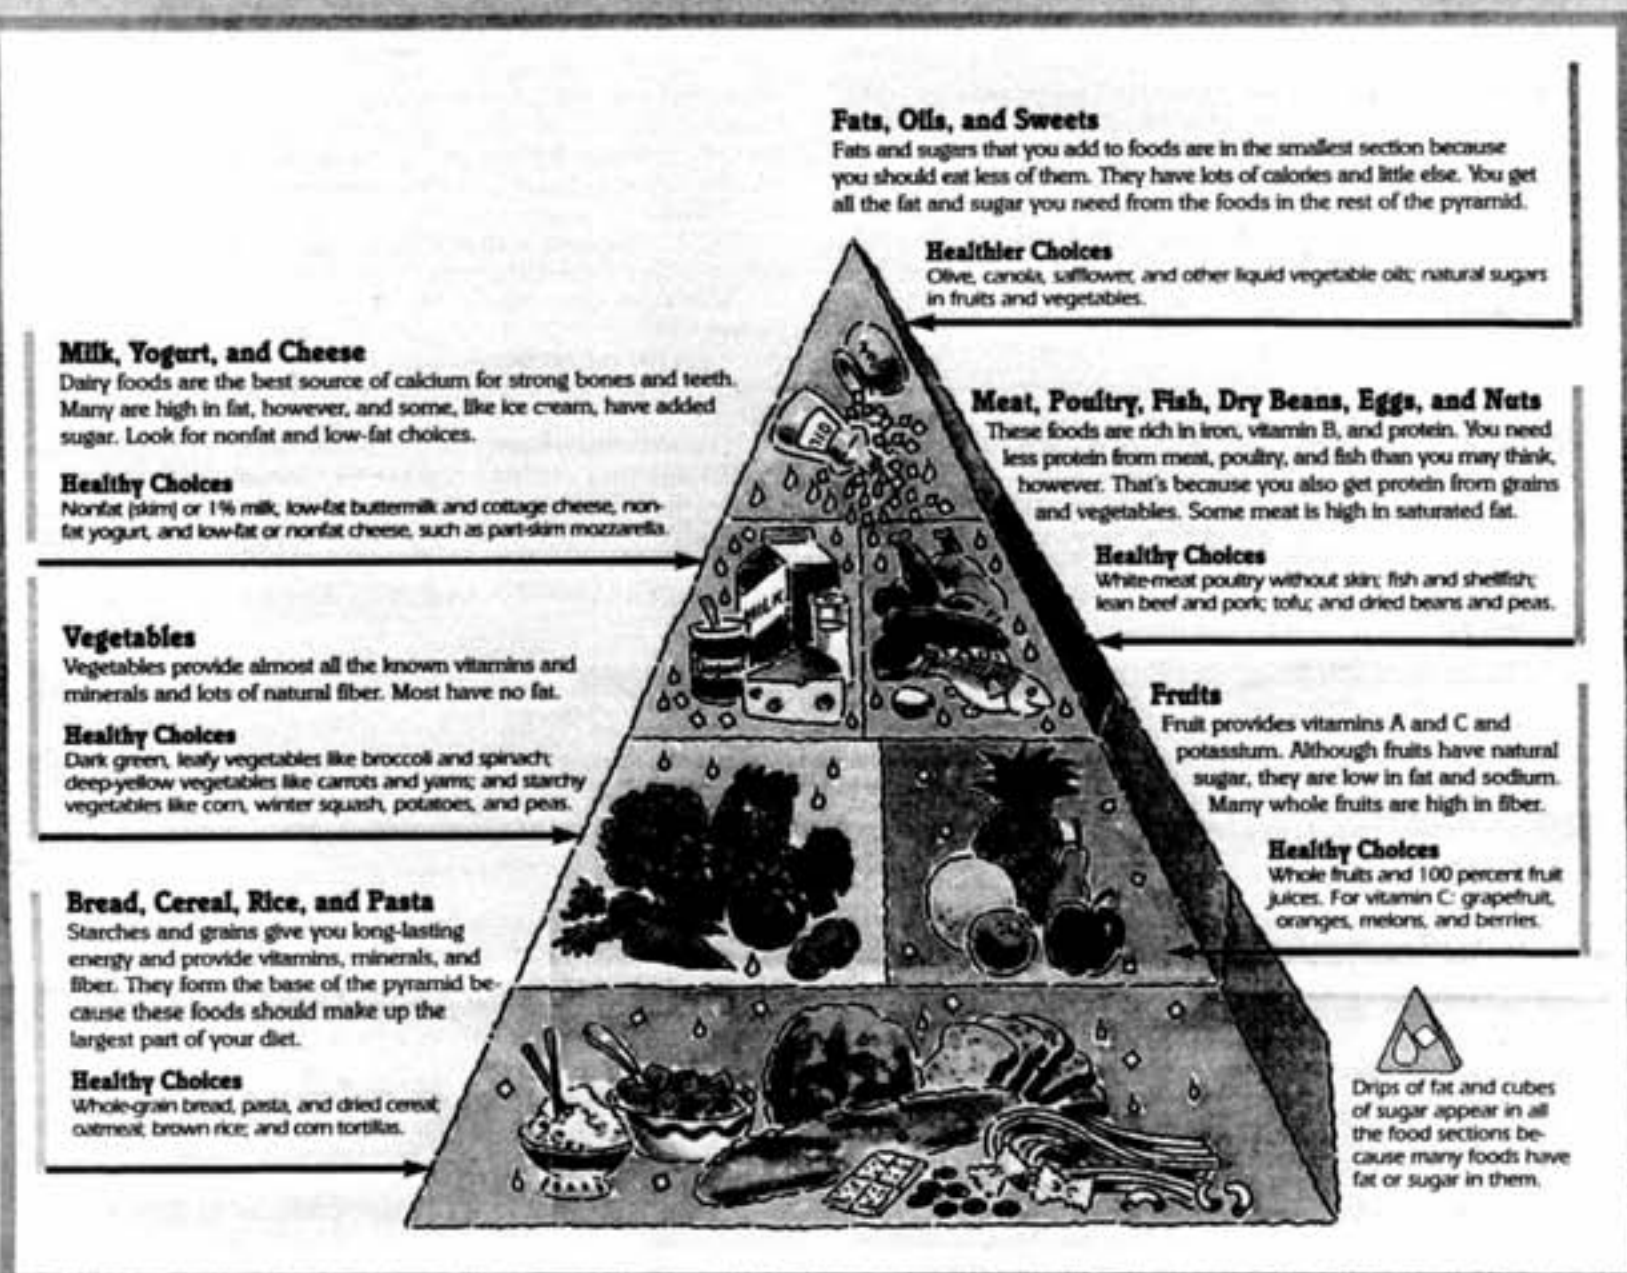 Fats, Oils, and Sweets
Fats and sugars that you add to foods are in the smallest section because
you should eat less of them. They have lots of calories and little else. You get
all the fat and sugar you need from the foods in the rest of the pyramid.
Healthier Choices
Olive, canola, safflower, and other liquid vegetable oils; natural sugars
in fruits and vegetables.
Milk, Yogurt, and Cheese
Dairy foods are the best source of calcium for strong bones and teeth.
Many are high in fat, however, and some, like ice cream, have added
sugar. Look for nonfat and low-fat choices.
Healthy Choices
Nonfat (skim) or 1% milk, low-fat buttermilk and cottage cheese, non-
fat yogurt, and low-fat or nonfat cheese, such as part-skim mozzarella.
Meat, Poultry, Fish, Dry Beans, Eggs, and Nuts
These foods are rich in iron, vitamin B, and protein. You need
less protein from meat, poultry, and fish than you may think,
however. That's because you also get protein from grains
and vegetables. Some meat is high in saturated fat.
Healthy Choices
White-meat poultry without skin; fish and shellfish;
lean beef and pork; tofu; and dried beans and peas.
OIL
MILK
Vegetables
Vegetables provide almost all the known vitamins and
minerals and lots of natural fiber. Most have no fat.
Healthy Choices
Dark green, leafy vegetables like broccoli and spinach;
deep-yellow vegetables like carrots and yams; and starchy
vegetables like corn, winter squash, potatoes, and peas.
Fruits
Fruit provides vitamins A and C and
potassium. Although fruits have natural
sugar, they are low in fat and sodium.
Many whole fruits are high in fiber.
Healthy Choices
Whole fruits and 100 percent fruit
juices. For vitamin C: grapefruit,
oranges, melons, and berries.
Bread, Cereal, Rice, and Pasta
Starches and grains give you long-lasting
energy and provide vitamins, minerals, and
fiber. They form the base of the pyramid be-
cause these foods should make up the
largest part of your diet.
Healthy Choices
Whole-grain bread, pasta, and dried cereal;
oatmeal; brown rice; and corn tortillas.
Drips of fat and cubes
of sugar appear in all
the food sections be-
cause many foods have
fat or sugar in them.